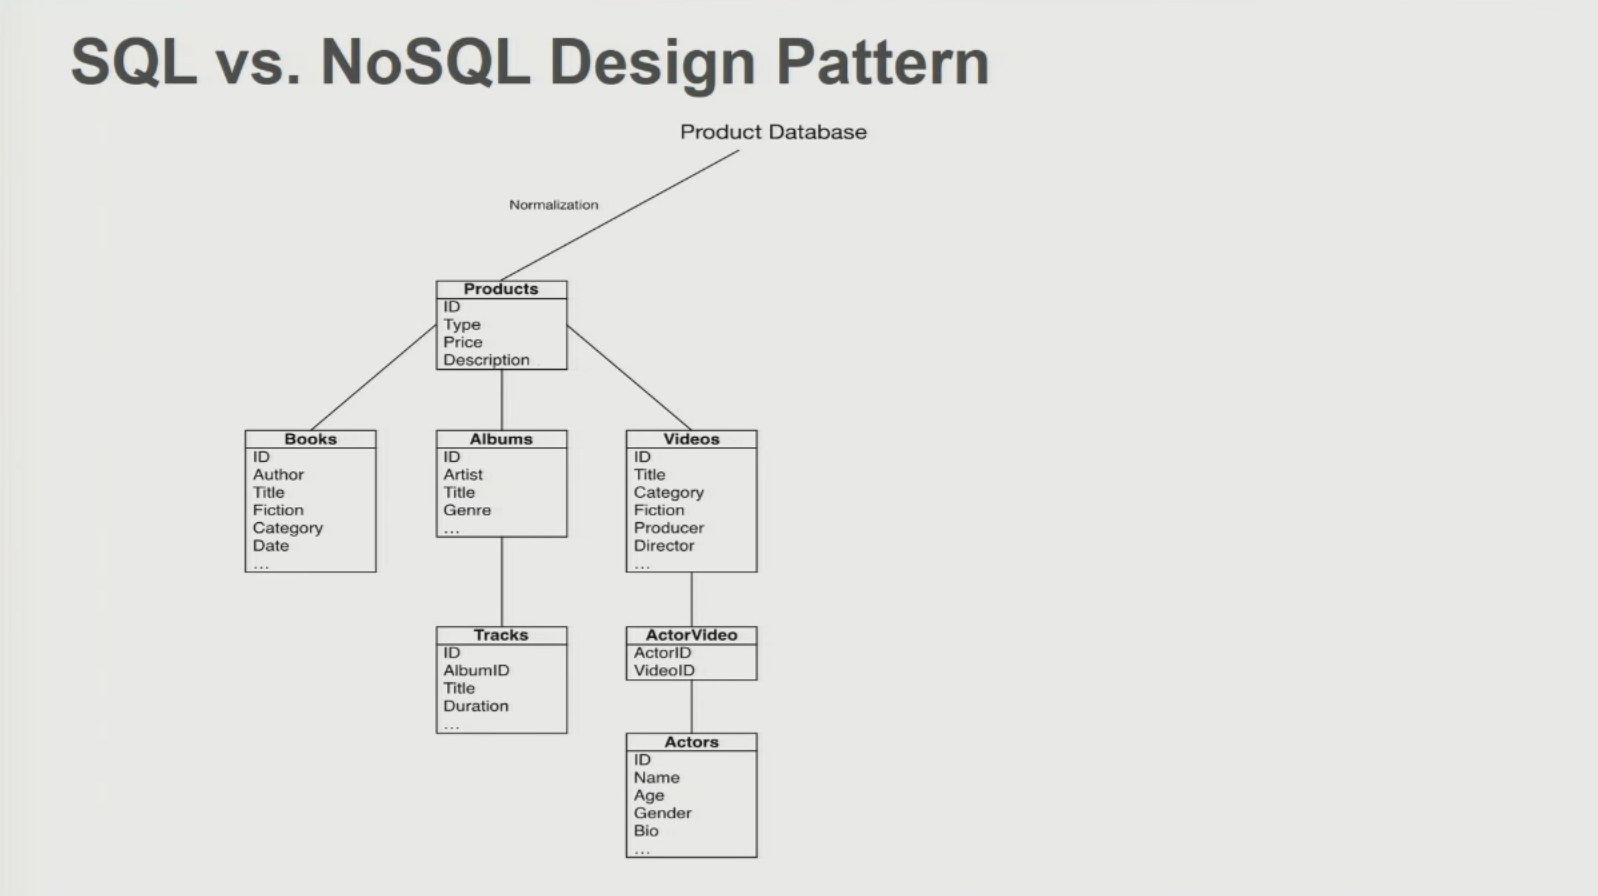 SQL vs. NoSQL Design Pattern
Product Database
Normalization
Products
ID
Type
Price
Description
Books
ID
Author
Title
Fiction
Category
Date
...
Albums
ID
Artist
Title
Genre
...
Videos
ID
Title
Category
Fiction
Producer
Director
...
Tracks
ID
AlbumID
Title
Duration
...
ActorVideo
ActorID
VideoID
Actors
ID
Name
Age
Gender
Bio
...